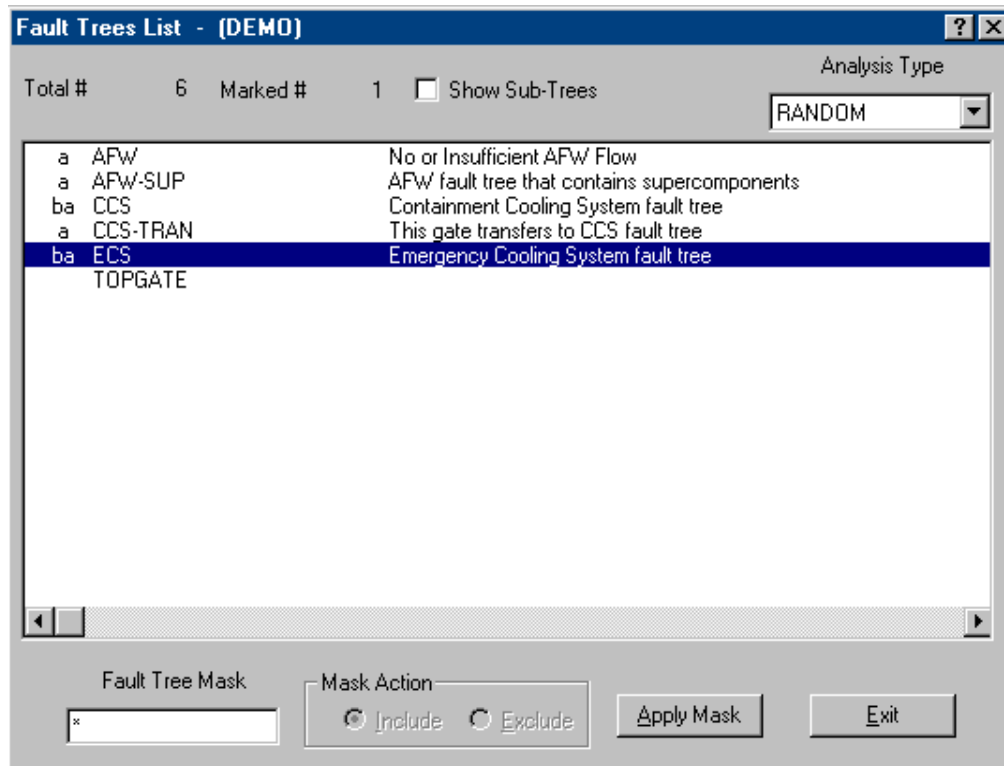 Fault Trees List - (DEMO)
Analysis Type
Total # 6 Marked # 1 Show Sub-Trees
RANDOM
a AFW No or Insufficient AFW Flow
a AFW-SUP AFW fault tree that contains supercomponents
ba CCS Containment Cooling System fault tree
a CCS-TRAN This gate transfers to CCS fault tree
ba ECS Emergency Cooling System fault tree
TOPGATE
Fault Tree Mask
*
Mask Action
Include Exclude
Apply Mask
Exit